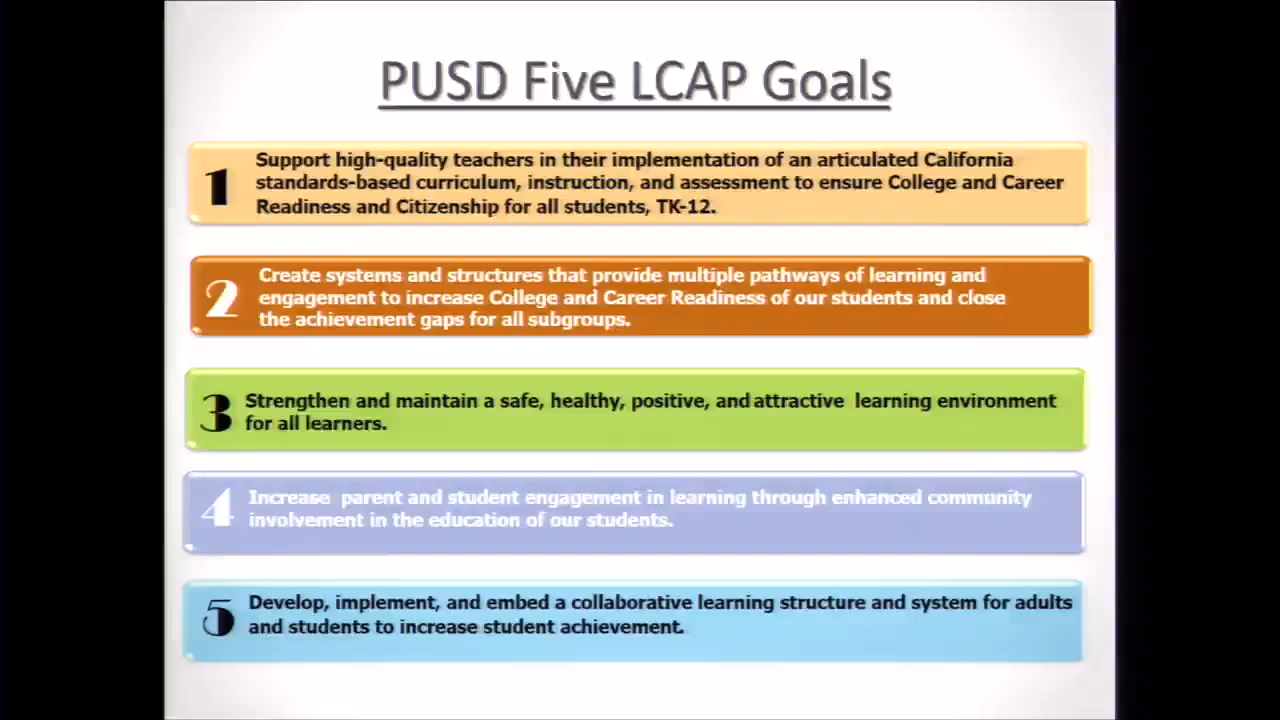 PUSD Five LCAP Goals
1
Support high-quality teachers in their implementation of an articulated California
standards-based curriculum, instruction, and assessment to ensure College and Career
Readiness and Citizenship for all students, TK-12.
2
Create systems and structures that provide multiple pathways of learning and
engagement to increase College and Career Readiness of our students and close
the achievement gaps for all subgroups.
3
Strengthen and maintain a safe, healthy, positive, and attractive learning environment
for all learners.
4
Increase parent and student engagement in learning through enhanced community
involvement in the education of our students.
5
Develop, implement, and embed a collaborative learning structure and system for adults
and students to increase student achievement.